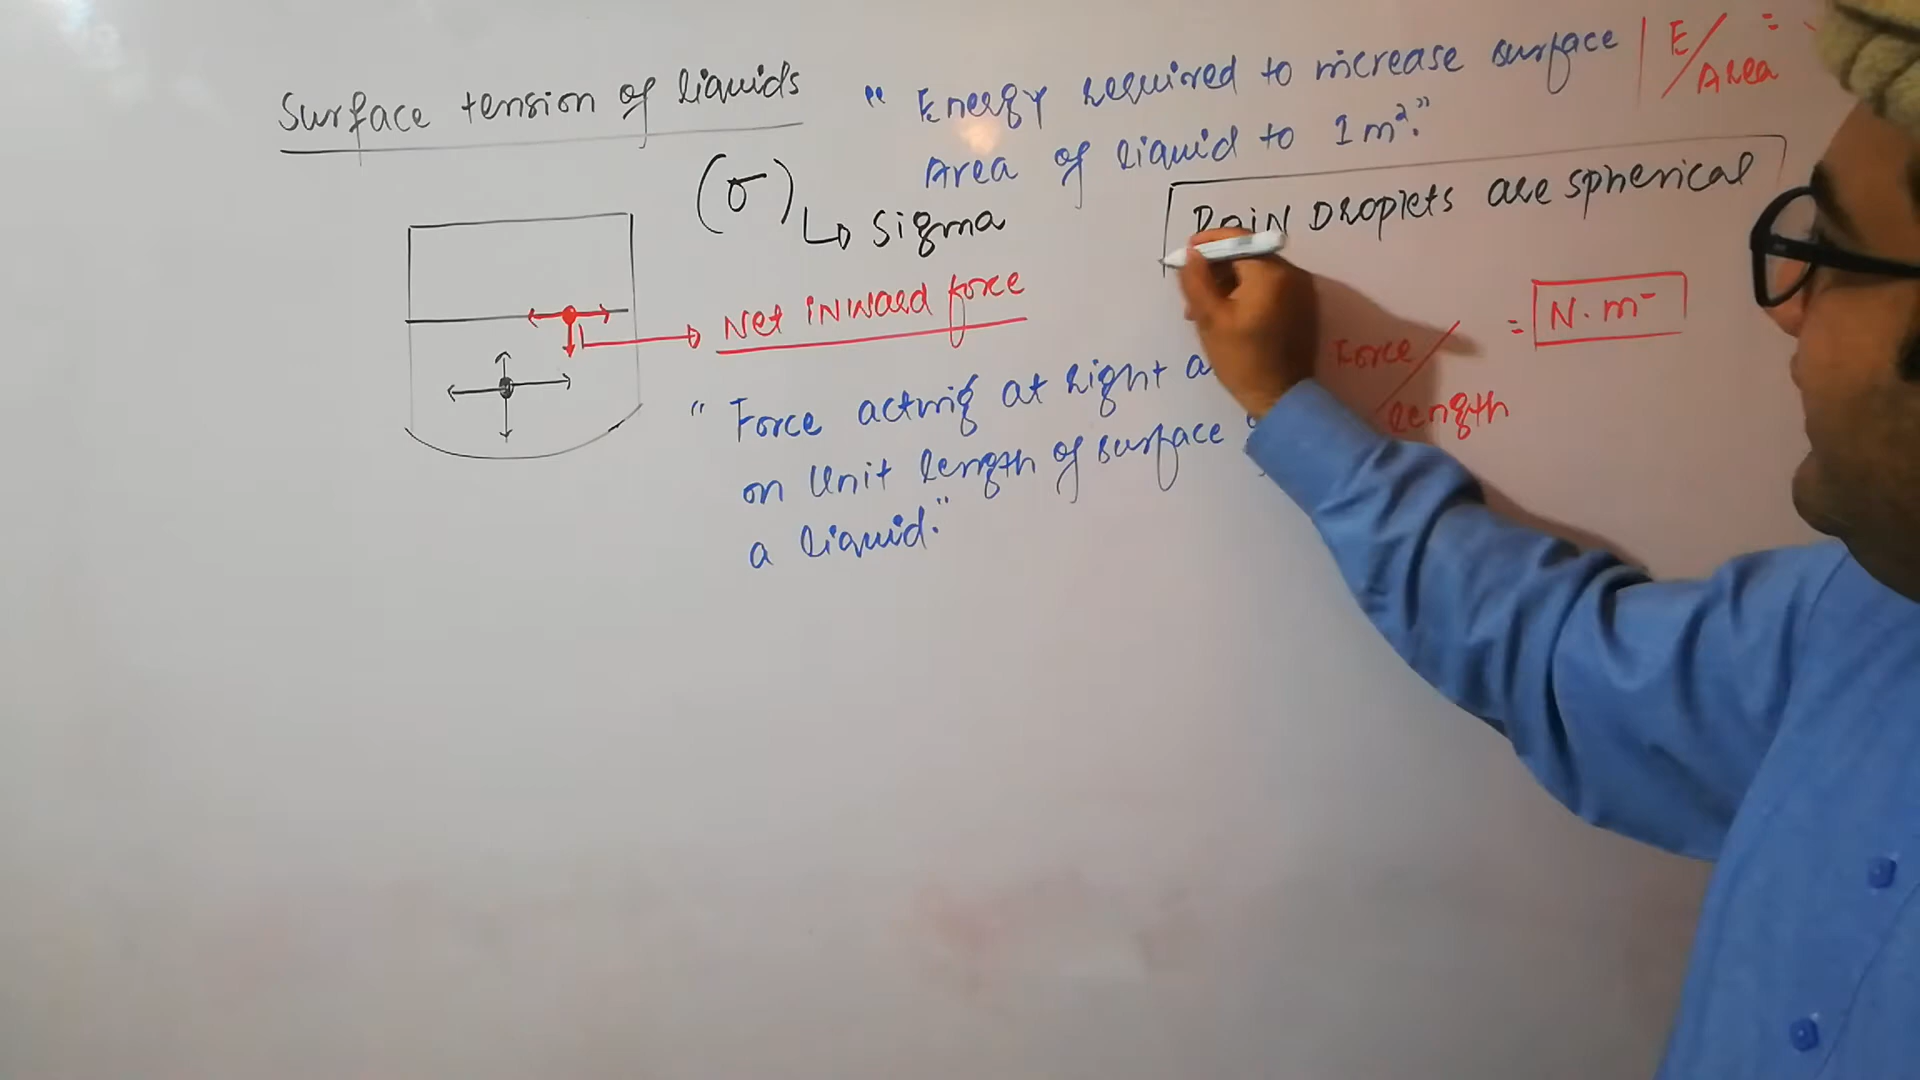 Surface tension of liquids
"Energy required to increase surface
Area of liquid to 1 m²."
E/Area =
(σ)
↳ Sigma
Rain Droplets are spherical
Net inward force
"Force acting at right
on Unit length of surface
a liquid."
Force/length = N. m⁻